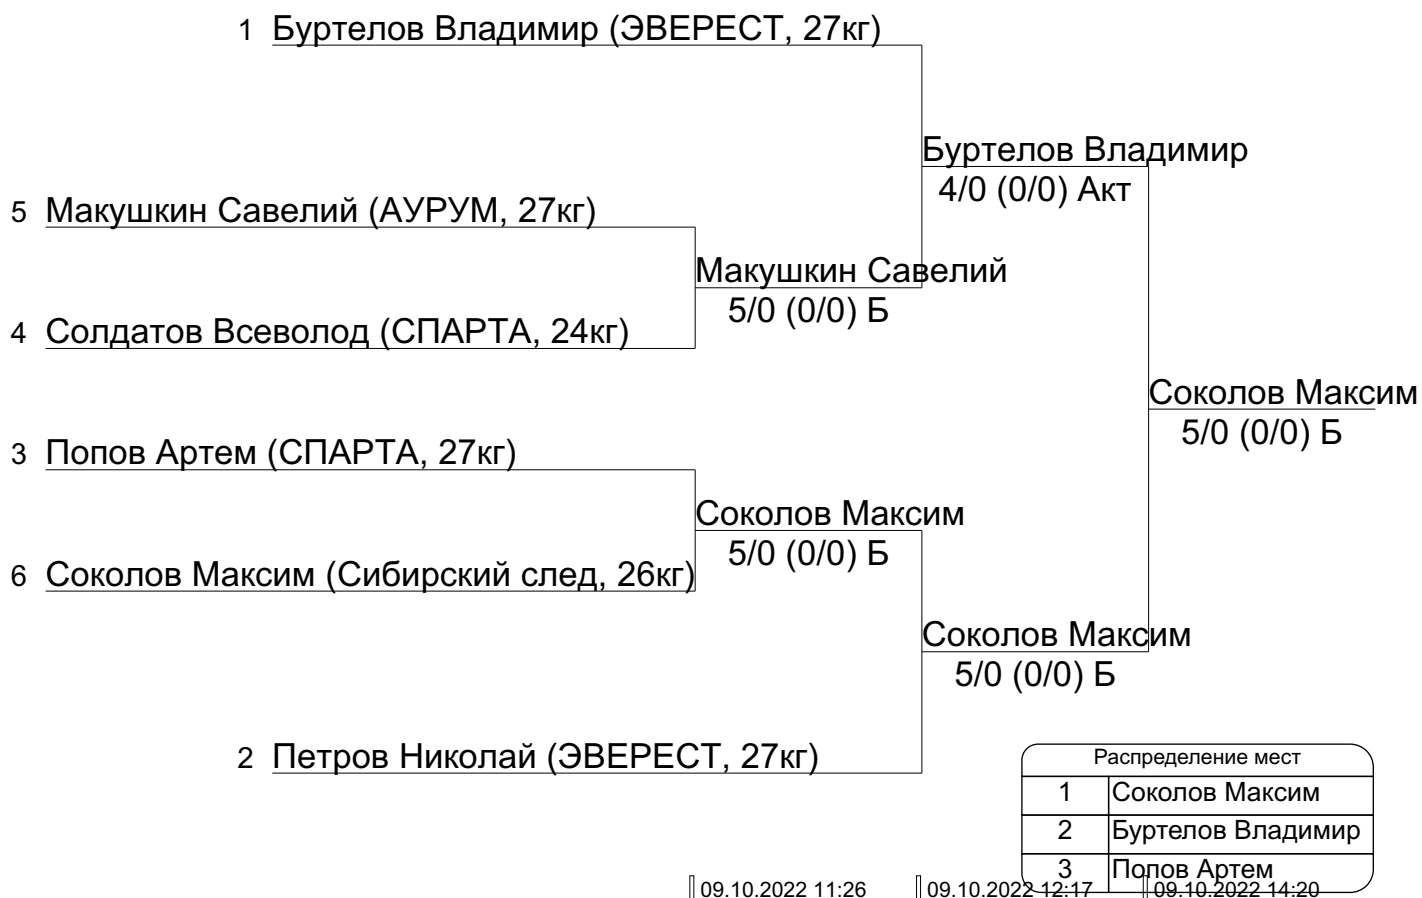 1 Буртелов Владимир (ЭВЕРЕСТ, 27кг)
Буртелов Владимир
4/0 (0/0) Акт
5 Макушкин Савелий (АУРУМ, 27кг)
Макушкин Савелий
5/0 (0/0) Б
4 Солдатов Всеволод (СПАРТА, 24кг)
Соколов Максим
5/0 (0/0) Б
3 Попов Артем (СПАРТА, 27кг)
Соколов Максим
5/0 (0/0) Б
6 Соколов Максим (Сибирский след, 26кг)
Соколов Максим
5/0 (0/0) Б
2 Петров Николай (ЭВЕРЕСТ, 27кг)
Распределение мест
1 Соколов Максим
2 Буртелов Владимир
3 Попов Артем
09.10.2022 11:26 09.10.2022 12:17 09.10.2022 14:20